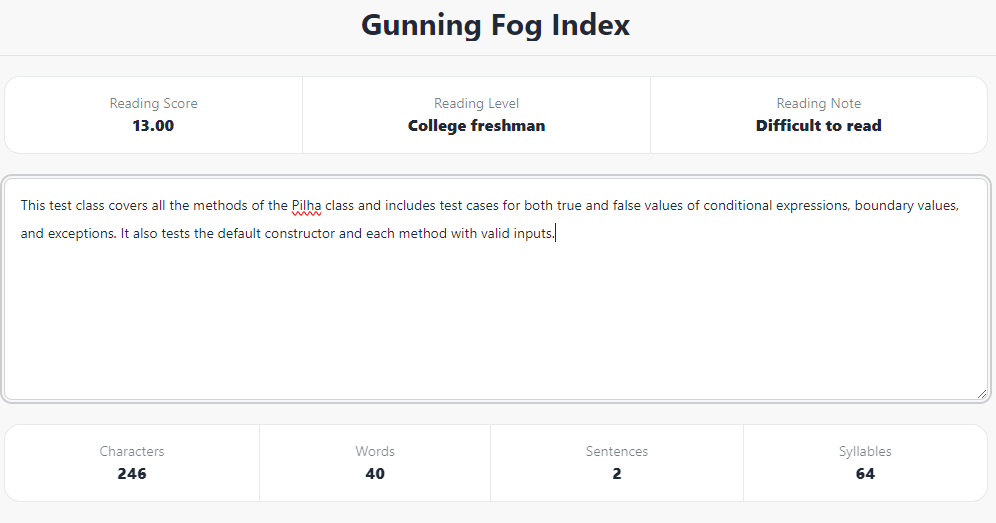 Gunning Fog Index
Reading Score
13.00
Reading Level
College freshman
Reading Note
Difficult to read
This test class covers all the methods of the Pilha class and includes test cases for both true and false values of conditional expressions, boundary values,
and exceptions. It also tests the default constructor and each method with valid inputs.
Characters
246
Words
40
Sentences
2
Syllables
64